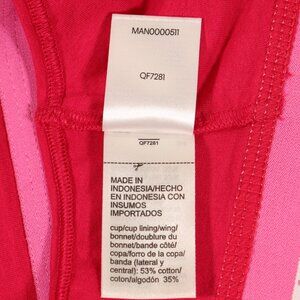 MAN0000511
QF7281
QF7281
MADE IN
INDONESIA/HECHO
EN INDONESIA CON
INSUMOS
IMPORTADOS
cup/cup lining/wing/
bonnet/doublure du
bonnet/bande côté/
copa/forro de la copa/
banda (lateral y
central): 53% cotton/
coton/algodón 35%